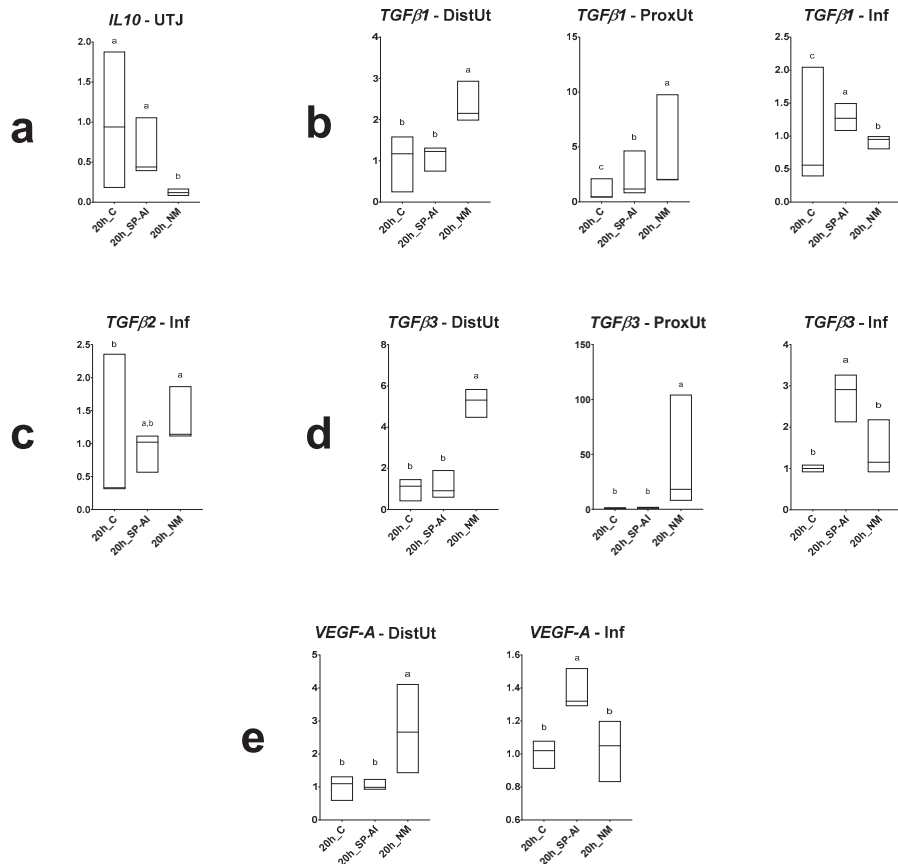 IL10 - UTJ
TGFβ1 - DistUt
TGFβ1 - ProxUt
TGFβ1 - Inf
a
2.0
1.5
1.0
0.5
0.0
a
a
b
20h_C
20h_SP-AI
20h_NM
b
4
3
2
1
0
b
b
a
20h_C
20h_SP-AI
20h_NM
15
10
5
0
c
b
a
20h_C
20h_SP-AI
20h_NM
2.5
2.0
1.5
1.0
0.5
0.0
c
a
b
20h_C
20h_SP-AI
20h_NM
TGFβ2 - Inf
TGFβ3 - DistUt
TGFβ3 - ProxUt
TGFβ3 - Inf
c
2.5
2.0
1.5
1.0
0.5
0.0
b
a,b
a
20h_C
20h_SP-AI
20h_NM
d
8
6
4
2
0
b
b
a
20h_C
20h_SP-AI
20h_NM
150
100
50
0
b
b
a
20h_C
20h_SP-AI
20h_NM
4
3
2
1
0
b
a
b
20h_C
20h_SP-AI
20h_NM
VEGF-A - DistUt
VEGF-A - Inf
e
5
4
3
2
1
0
b
b
a
20h_C
20h_SP-AI
20h_NM
1.6
1.4
1.2
1.0
0.8
0.6
b
a
b
20h_C
20h_SP-AI
20h_NM